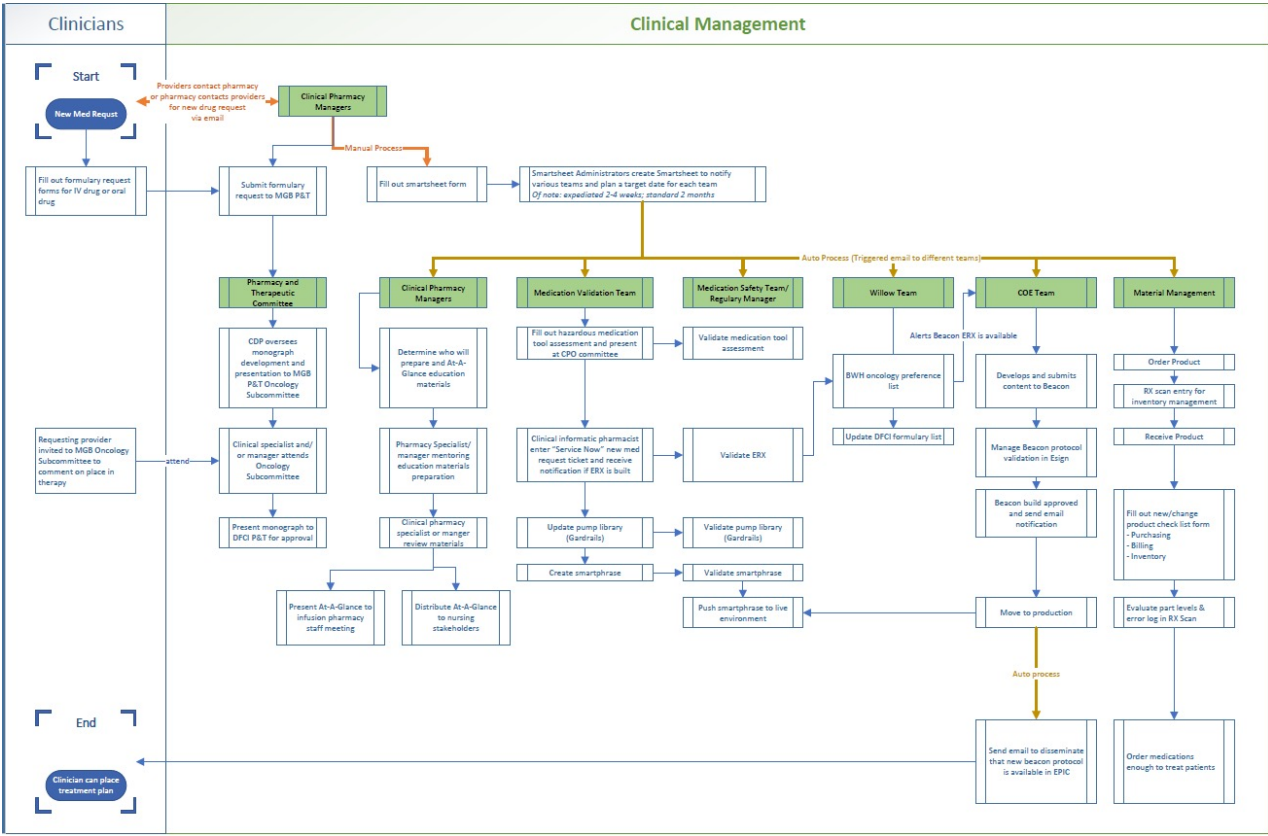 Clinicians
Clinical Management
Start
New Med Requst
Providers contact pharmacy
or pharmacy contacts providers
for new drug request
via email
Clinical Pharmacy
Managers
Manual Process
Fill out formulary request
forms for IV drug or oral
drug
Submit formulary
request to MGB P&T
Fill out smartsheet form
Smartsheet Administrators create Smartsheet to notify
various teams and plan a target date for each team
Of note: expediated 2-4 weeks; standard 2 months
Auto Process (Triggered email to different teams)
Pharmacy and
Therapeutic
Committee
Clinical Pharmacy
Managers
Medication Validation Team
Medication Safety Team/
Regulary Manager
Willow Team
COE Team
Material Management
Alerts Beacon ERX is available
CDP oversees
monograph
development and
presentation to MGB
P&T Oncology
Subcommittee
Determine who will
prepare and At-A-
Glance education
materials
Fill out hazardous medication
tool assessment and present
at CPO committee
Validate medication tool
assessment
BWH oncology preference
list
Develops and submits
content to Beacon
Order Product
RX scan entry for
inventory management
Requesting provider
invited to MGB Oncology
Subcommittee to
comment on place in
therapy
attend
Clinical specialist and/
or manager attends
Oncology
Subcommittee
Pharmacy Specialist/
manager mentoring
education materials
preparation
Clinical informatic pharmacist
enter "Service Now" new med
request ticket and receive
notification if ERX is built
Validate ERX
Update DFCI formulary list
Manage Beacon protocol
validation in Esign
Receive Product
Present monograph to
DFCI P&T for approval
Clinical pharmacy
specialist or manger
review materials
Update pump library
(Gardrails)
Validate pump library
(Gardrails)
Beacon build approved
and send email
notification
Fill out new/change
product check list form
- Purchasing
- Billing
- Inventory
Create smartphrase
Validate smartphrase
Present At-A-Glance to
infusion pharmacy
staff meeting
Distribute At-A-Glance
to nursing
stakeholders
Push smartphrase to live
environment
Move to production
Evaluate part levels &
error log in RX Scan
Auto process
End
Clinician can place
treatment plan
Send email to disseminate
that new beacon protocol
is available in EPIC
Order medications
enough to treat patients